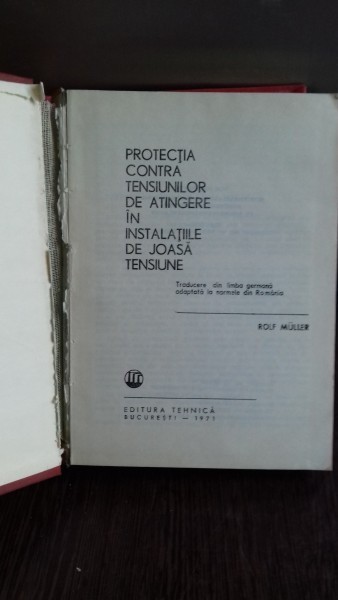 PROTECȚIA
CONTRA
TENSIUNILOR
DE ATINGERE
ÎN
INSTALAȚIILE
DE JOASĂ
TENSIUNE
Traducere din limba germană
adaptată la normele din România
ROLF MÜLLER
EDITURA TEHNICĂ
BUCUREȘTI — 1971